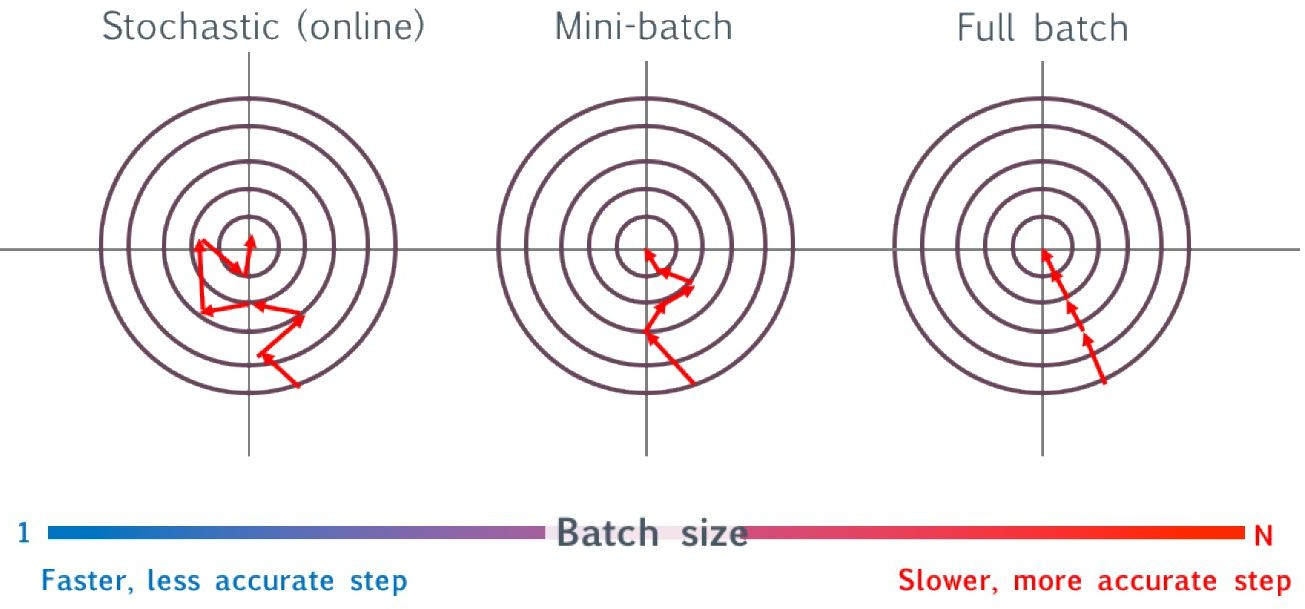 Stochastic (online)
Mini-batch
Full batch
1
Batch size
N
Faster, less accurate step
Slower, more accurate step